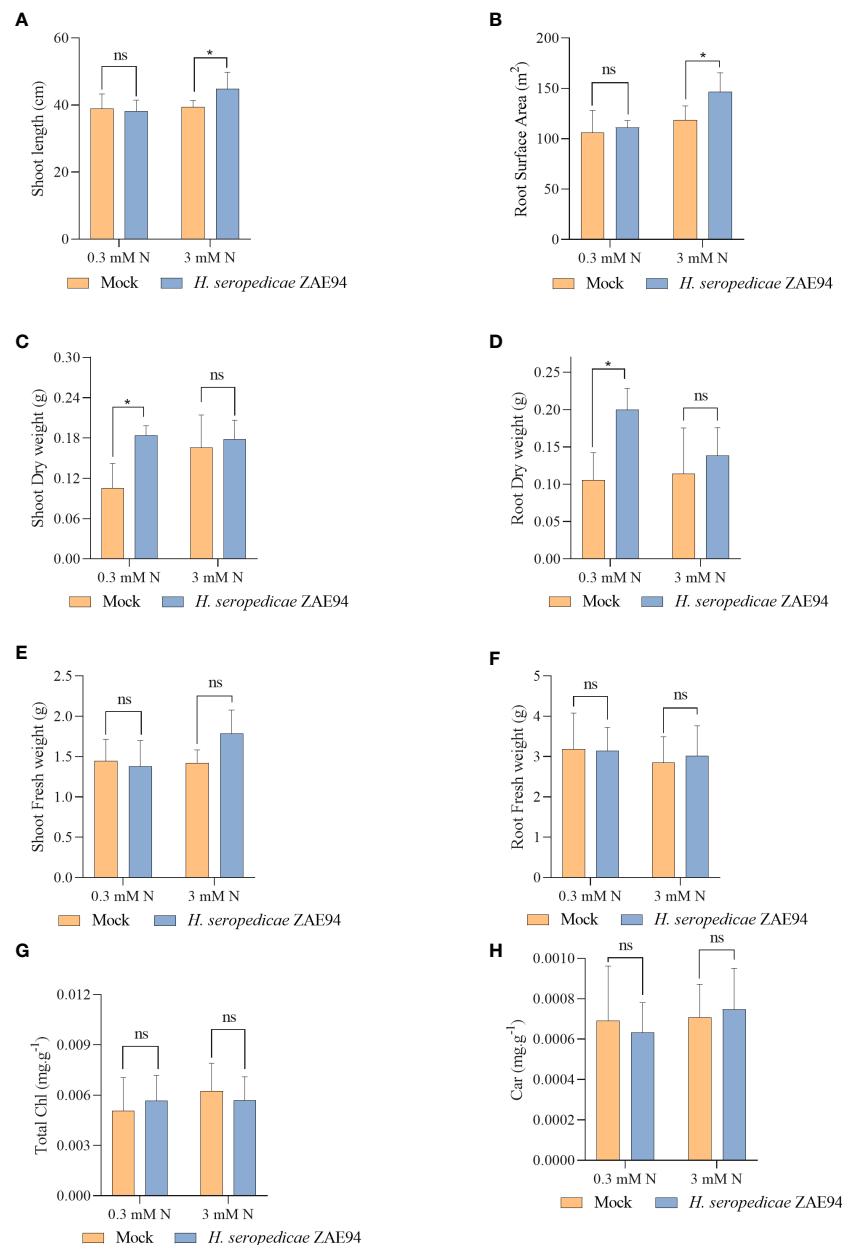 A
Shoot length (cm)
60
40
20
0
ns
*
0.3 mM N
3 mM N
Mock
H. seropedicae ZAE94
B
Root Surface Area (m²)
200
150
100
50
0
ns
*
0.3 mM N
3 mM N
Mock
H. seropedicae ZAE94
C
Shoot Dry weight (g)
0.30
0.24
0.18
0.12
0.06
0.00
*
ns
0.3 mM N
3 mM N
Mock
H. seropedicae ZAE94
D
Root Dry weight (g)
0.25
0.20
0.15
0.10
0.05
0.00
*
ns
0.3 mM N
3 mM N
Mock
H. seropedicae ZAE94
E
Shoot Fresh weight (g)
2.5
2.0
1.5
1.0
0.5
0.0
ns
ns
0.3 mM N
3 mM N
Mock
H. seropedicae ZAE94
F
Root Fresh weight (g)
5
4
3
2
1
0
ns
ns
0.3 mM N
3 mM N
Mock
H. seropedicae ZAE94
G
Total Chl (mg.g⁻¹)
0.012
0.009
0.006
0.003
0.000
ns
ns
0.3 mM N
3 mM N
Mock
H. seropedicae ZAE94
H
Car (mg.g⁻¹)
0.0010
0.0008
0.0006
0.0004
0.0002
0.0000
ns
ns
0.3 mM N
3 mM N
Mock
H. seropedicae ZAE94